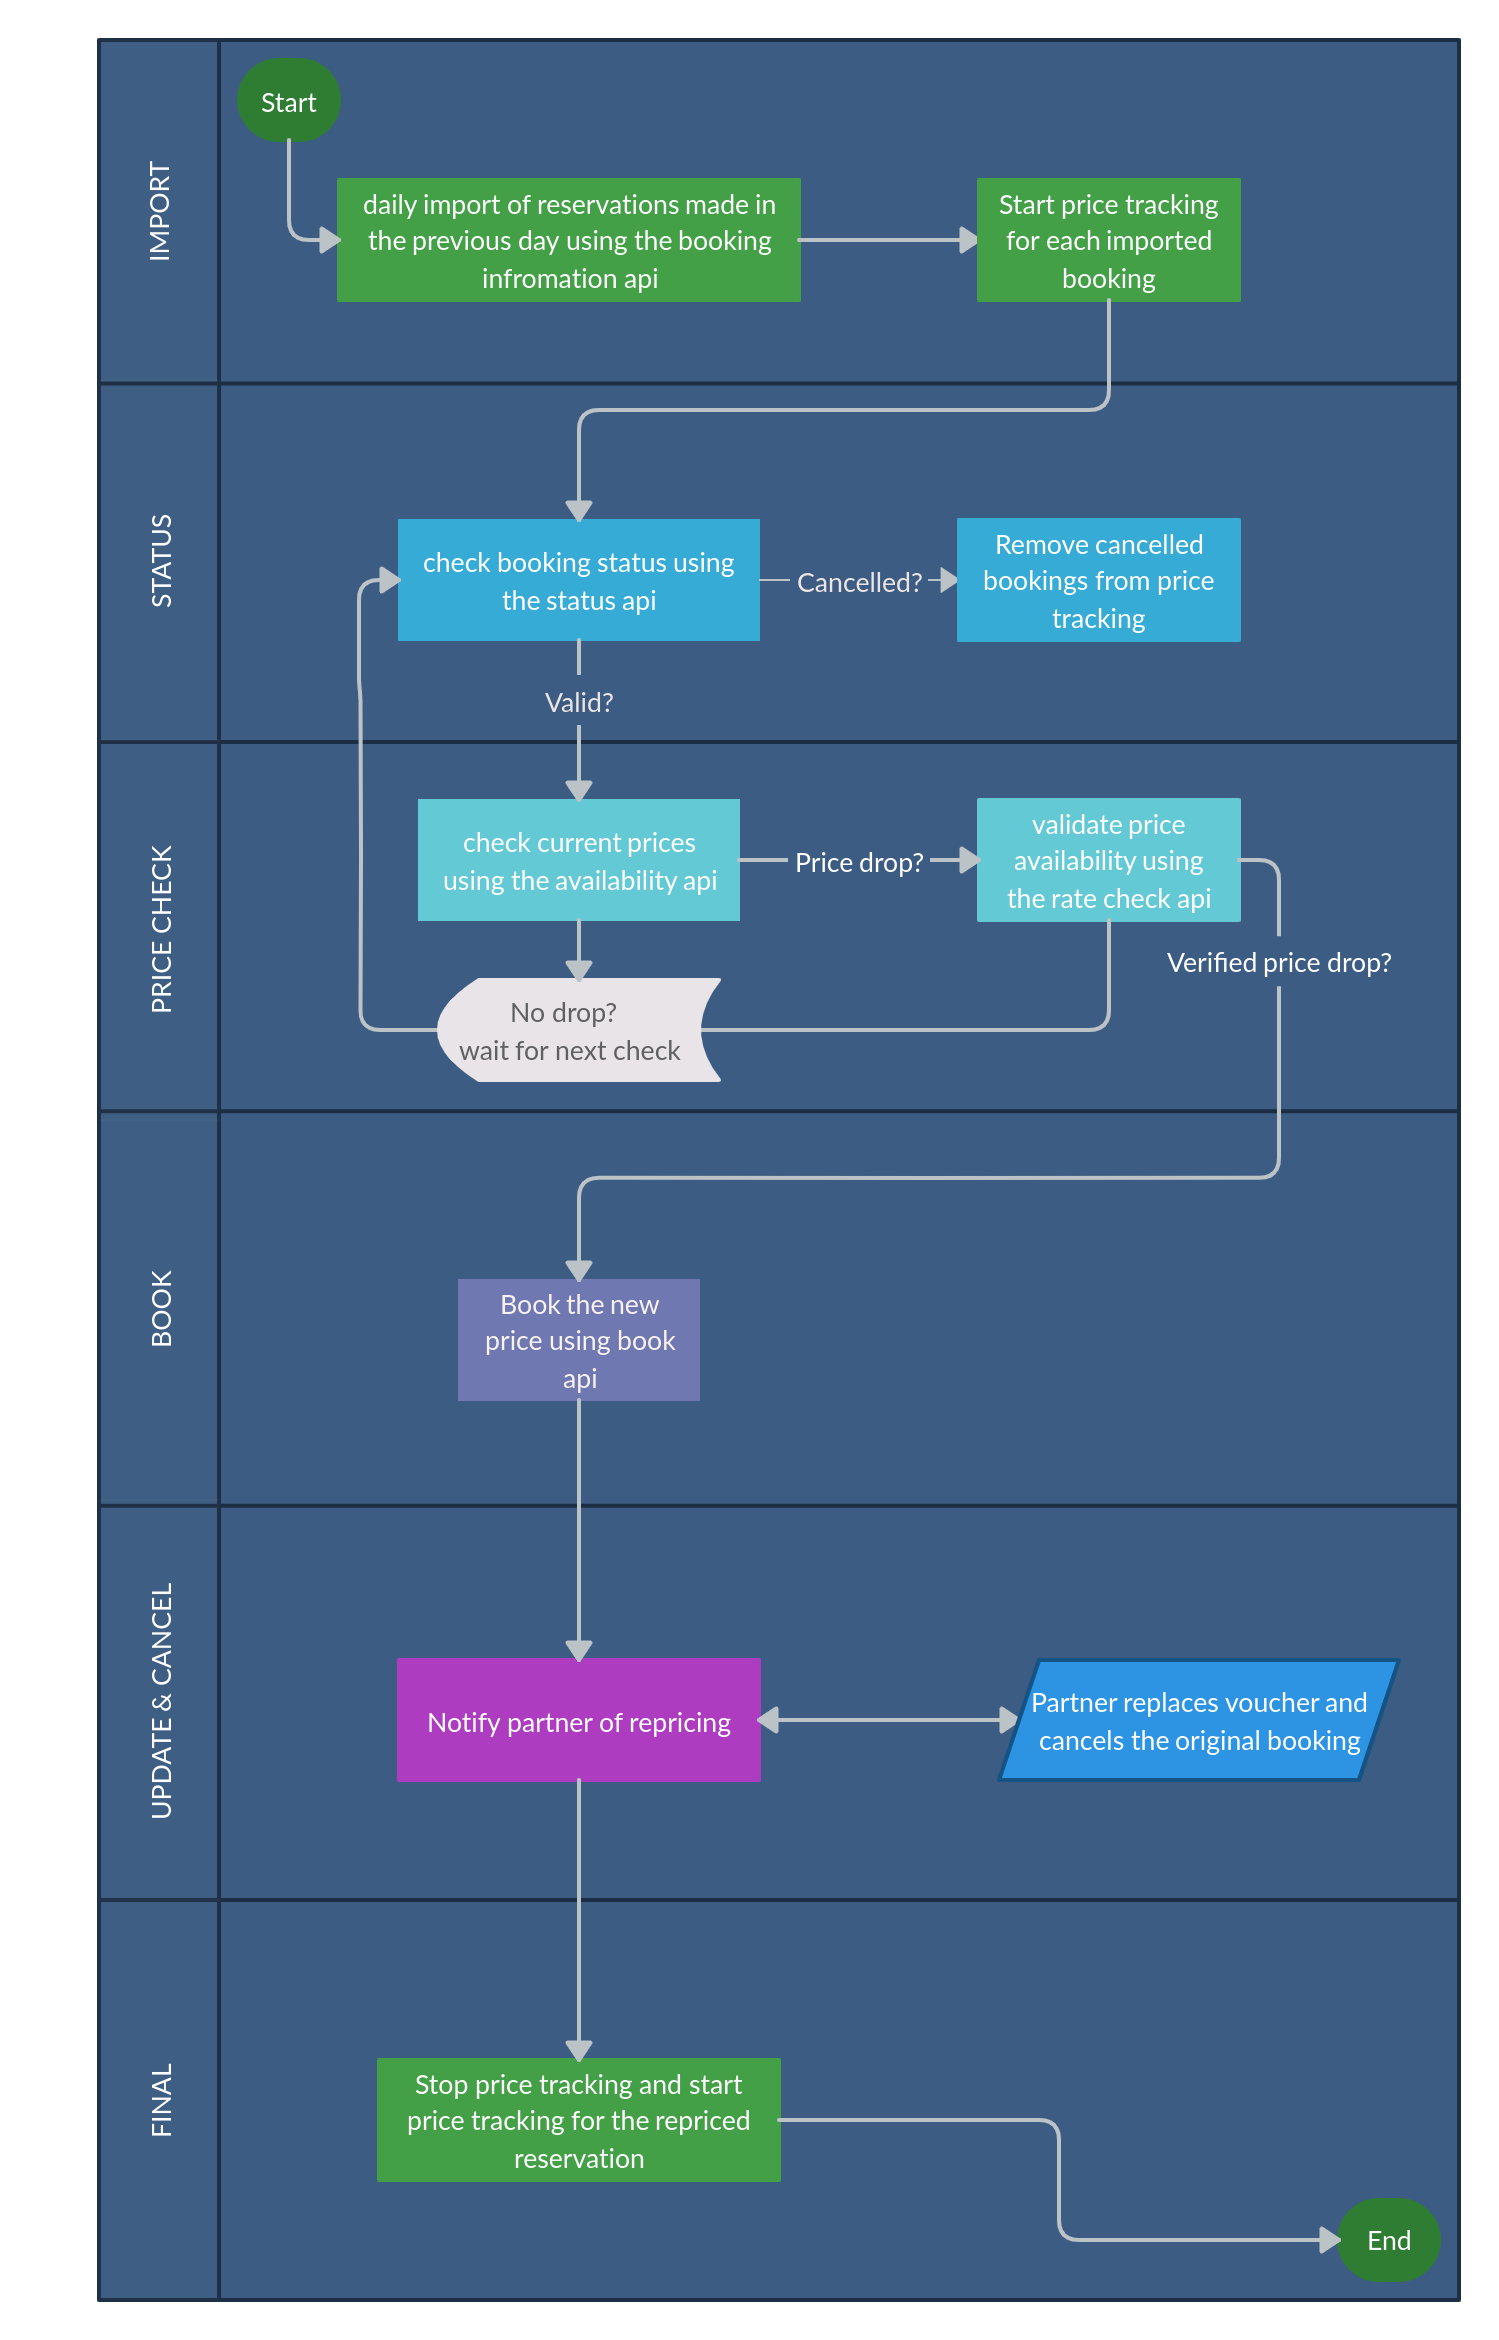 Start
IMPORT
daily import of reservations made in
the previous day using the booking
infromation api
Start price tracking
for each imported
booking
STATUS
check booking status using
the status api
Cancelled?
Remove cancelled
bookings from price
tracking
Valid?
PRICE CHECK
check current prices
using the availability api
Price drop?
validate price
availability using
the rate check api
Verified price drop?
No drop?
wait for next check
BOOK
Book the new
price using book
api
UPDATE & CANCEL
Notify partner of repricing
Partner replaces voucher and
cancels the original booking
FINAL
Stop price tracking and start
price tracking for the repriced
reservation
End